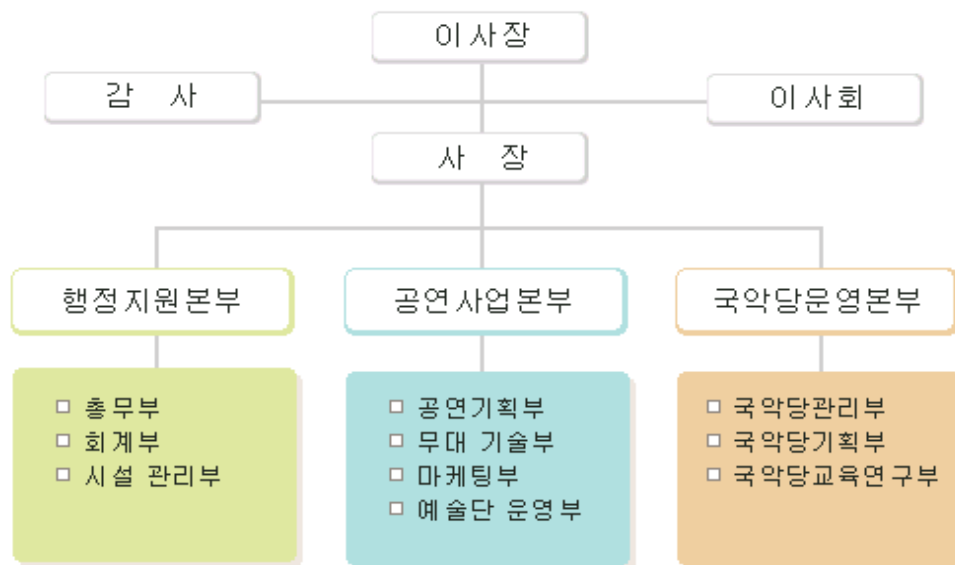 이사장
감 사
이사회
사 장
행정지원본부
공연사업본부
국악당운영본부
총무부
회계부
시설 관리부
공연기획부
무대 기술부
마케팅부
예술단 운영부
국악당관리부
국악당기획부
국악당교육연구부